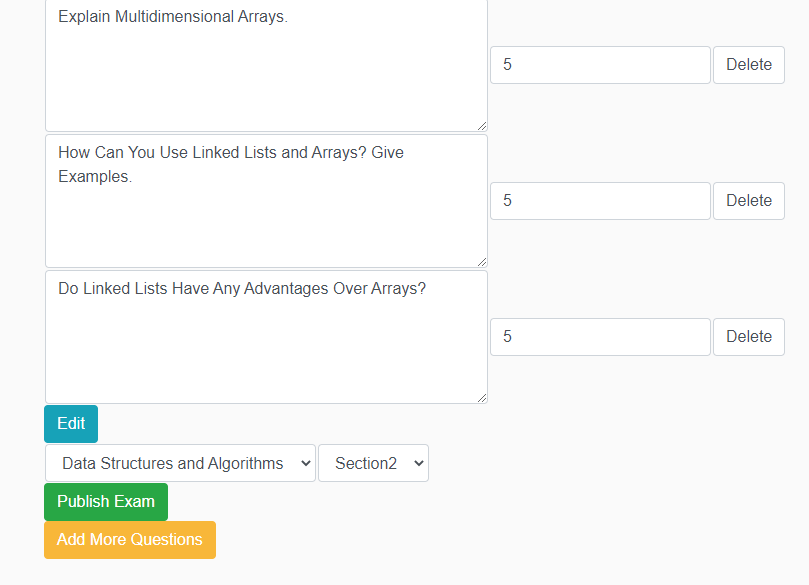 Explain Multidimensional Arrays.
5
Delete
How Can You Use Linked Lists and Arrays? Give
Examples.
5
Delete
Do Linked Lists Have Any Advantages Over Arrays?
5
Delete
Edit
Data Structures and Algorithms
Section2
Publish Exam
Add More Questions